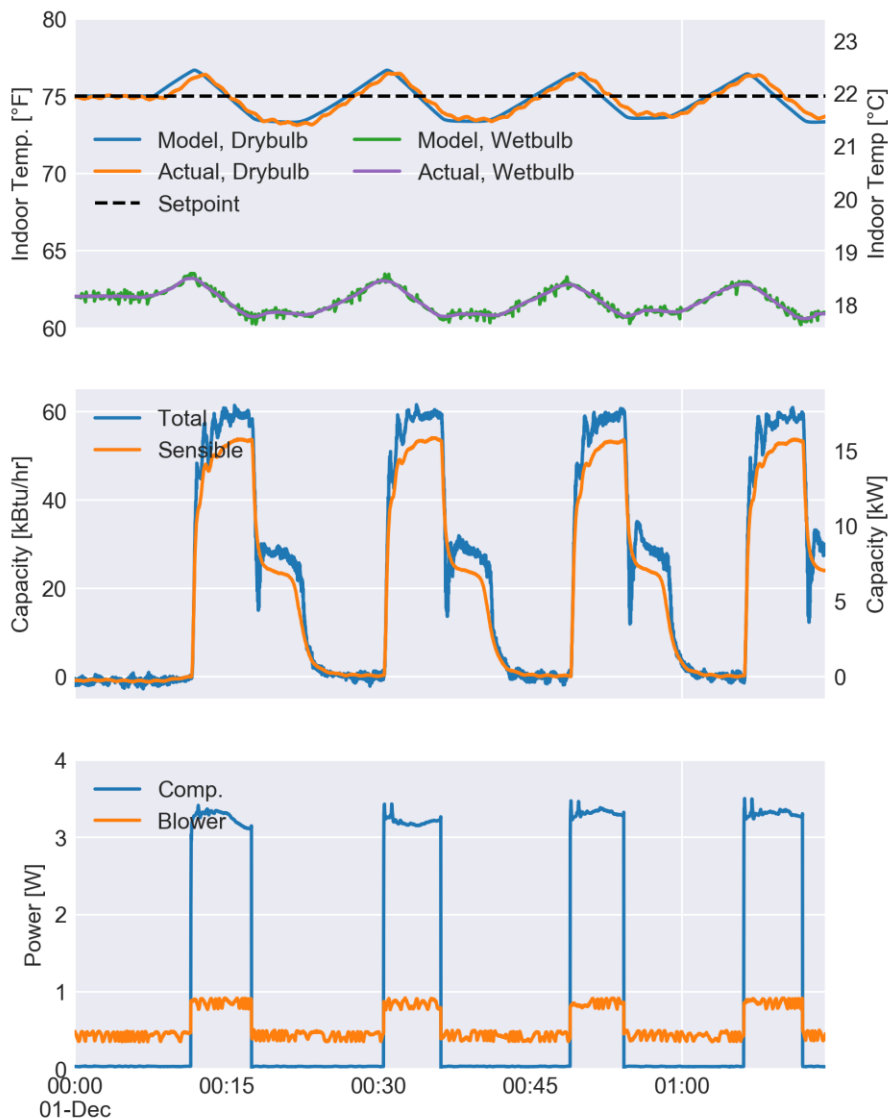 80
75
70
65
60
Indoor Temp. [°F]
Model, Drybulb
Actual, Drybulb
Setpoint
Model, Wetbulb
Actual, Wetbulb
23
22
21
20
19
18
Indoor Temp [°C]
60
40
20
0
Capacity [kBtu/hr]
Total
Sensible
15
10
5
0
Capacity [kW]
4
3
2
1
0
Power [W]
Comp.
Blower
00:00
01-Dec
00:15
00:30
00:45
01:00